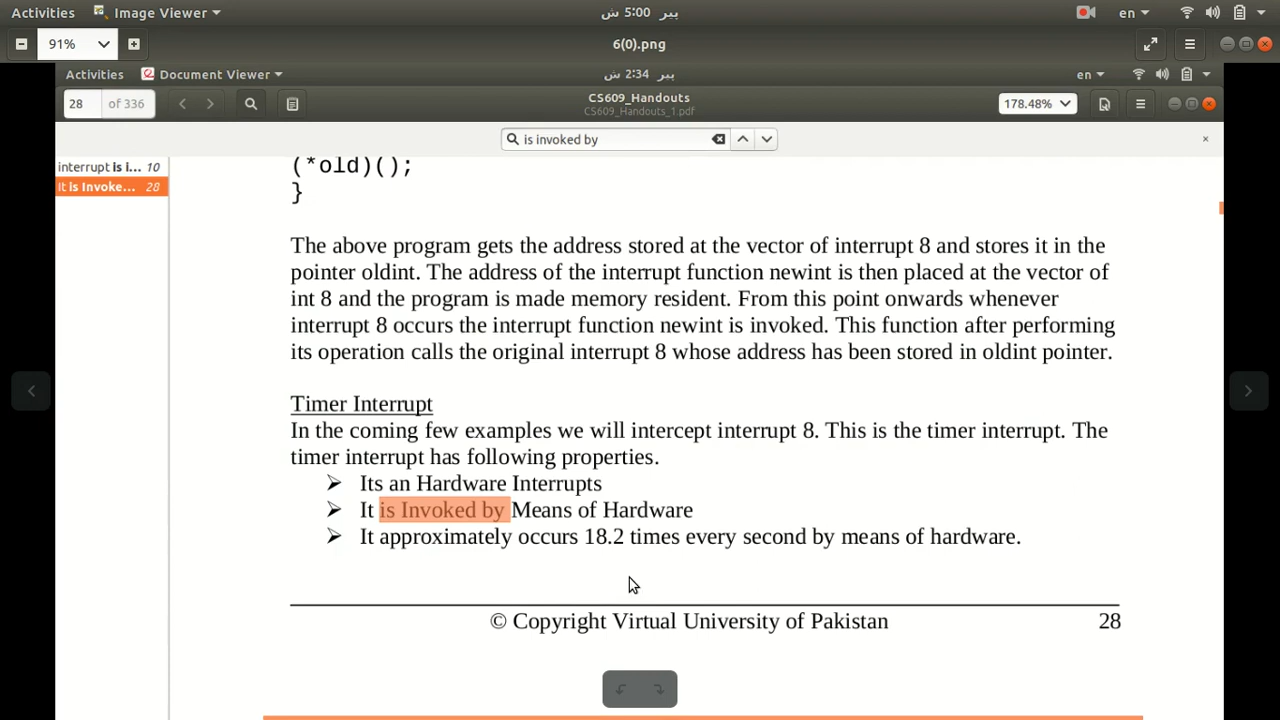 Activities Image Viewer پیر 5:00 ش en
91% 6(0).png
Activities Document Viewer پیر 2:34 ش en
28 of 336 CS609_Handouts 178.48%
CS609_Handouts_1.pdf
is invoked by
interrupt is i... 10
It is Invoke... 28
(*old)();
}
The above program gets the address stored at the vector of interrupt 8 and stores it in the
pointer oldint. The address of the interrupt function newint is then placed at the vector of
int 8 and the program is made memory resident. From this point onwards whenever
interrupt 8 occurs the interrupt function newint is invoked. This function after performing
its operation calls the original interrupt 8 whose address has been stored in oldint pointer.
Timer Interrupt
In the coming few examples we will intercept interrupt 8. This is the timer interrupt. The
timer interrupt has following properties.
➢ Its an Hardware Interrupts
➢ It is Invoked by Means of Hardware
➢ It approximately occurs 18.2 times every second by means of hardware.
© Copyright Virtual University of Pakistan 28